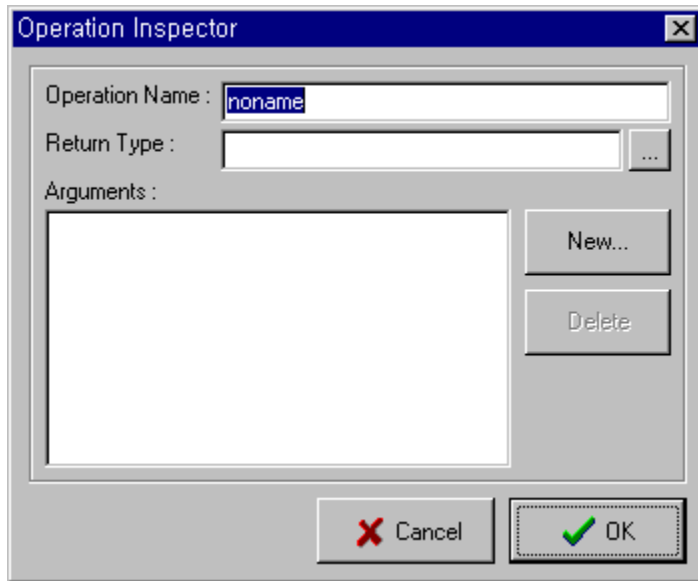 Operation Inspector
Operation Name : noname
Return Type : ...
Arguments :
New...
Delete
Cancel OK